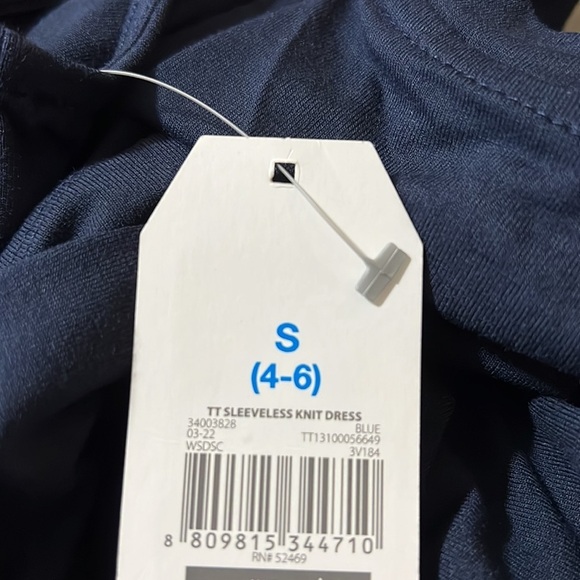 S
(4-6)
TT SLEEVELESS KNIT DRESS
34003828 BLUE
03-22 TT13100056649
WSDSC 3V184
8 809815 344710
RN# 52469